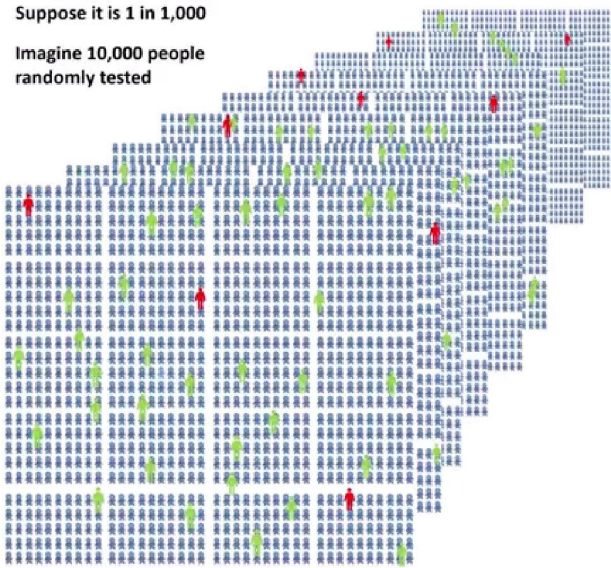 Suppose it is 1 in 1,000
Imagine 10,000 people
randomly tested